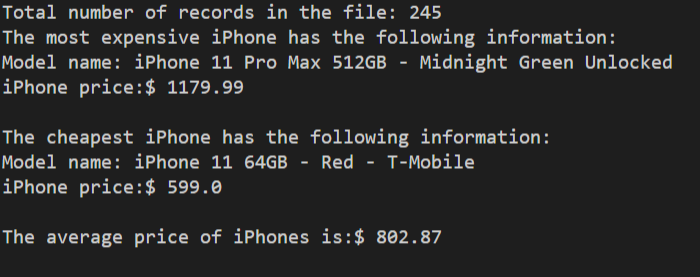 Total number of records in the file: 245
The most expensive iPhone has the following information:
Model name: iPhone 11 Pro Max 512GB - Midnight Green Unlocked
iPhone price:$ 1179.99
The cheapest iPhone has the following information:
Model name: iPhone 11 64GB - Red - T-Mobile
iPhone price:$ 599.0
The average price of iPhones is:$ 802.87